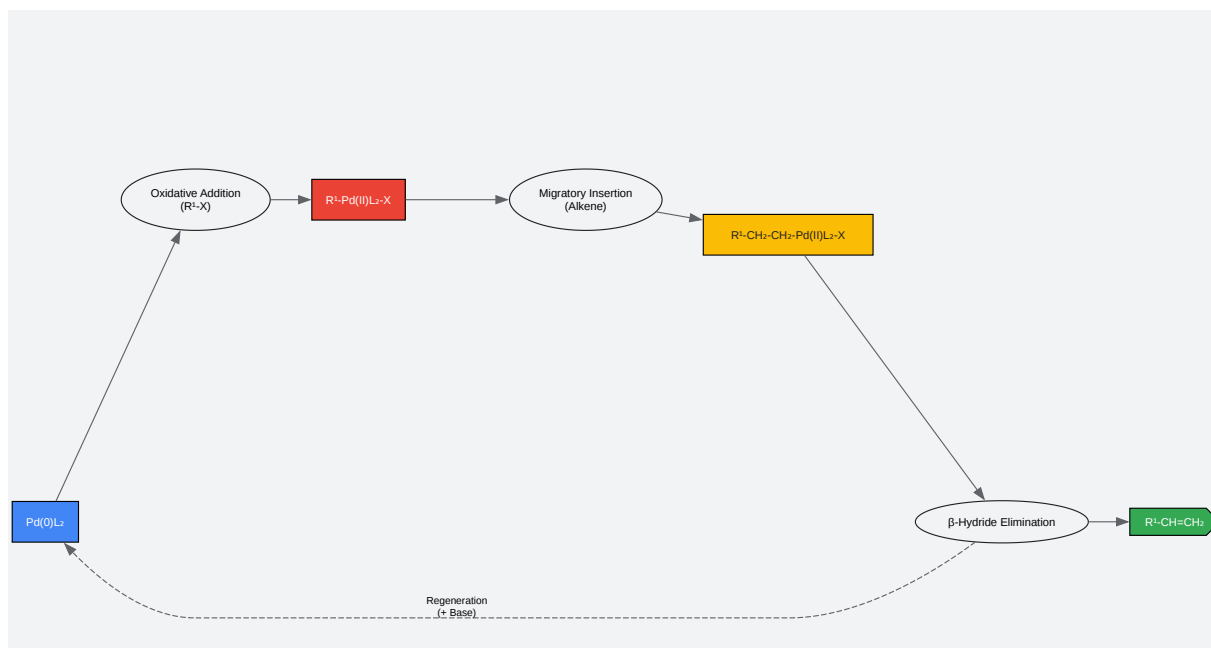 Oxidative Addition
(R¹-X)
R¹-Pd(II)L₂-X
Migratory Insertion
(Alkene)
R¹-CH₂-CH₂-Pd(II)L₂-X
Pd(0)L₂
β-Hydride Elimination
R¹-CH=CH₂
Regeneration
(+ Base)